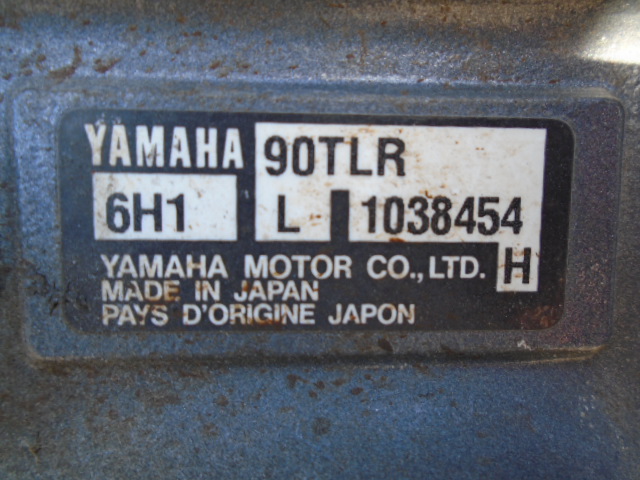 YAMAHA 90TLR
6H1 L 1038454
YAMAHA MOTOR CO., LTD. H
MADE IN JAPAN
PAYS D'ORIGINE JAPON